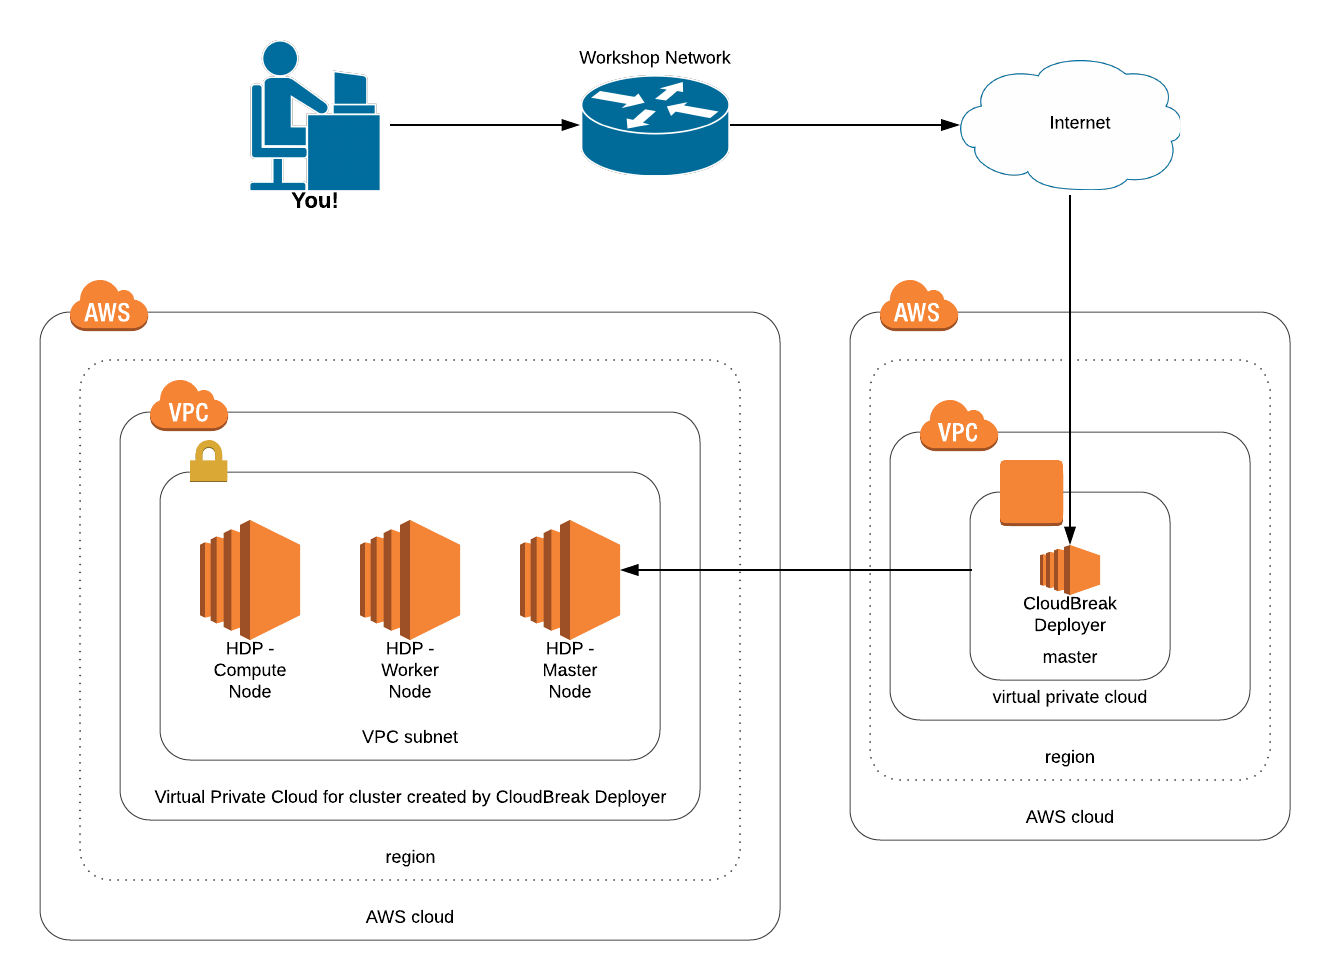 Workshop Network
Internet
You!
AWS
AWS
VPC
VPC
CloudBreak
Deployer
master
virtual private cloud
region
AWS cloud
HDP -
Compute
Node
HDP -
Worker
Node
HDP -
Master
Node
VPC subnet
Virtual Private Cloud for cluster created by CloudBreak Deployer
region
AWS cloud